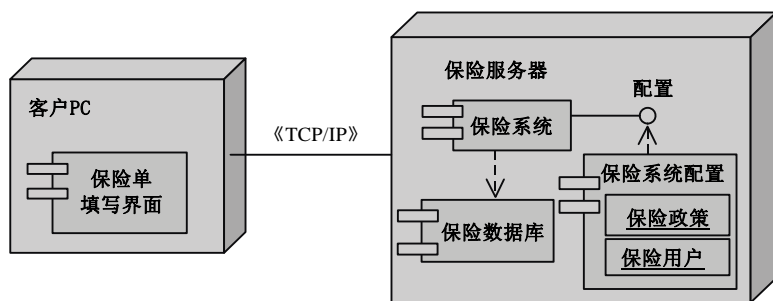 客户PC
保险单
填写界面
《TCP/IP》
保险服务器
配置
保险系统
保险数据库
保险系统配置
保险政策
保险用户